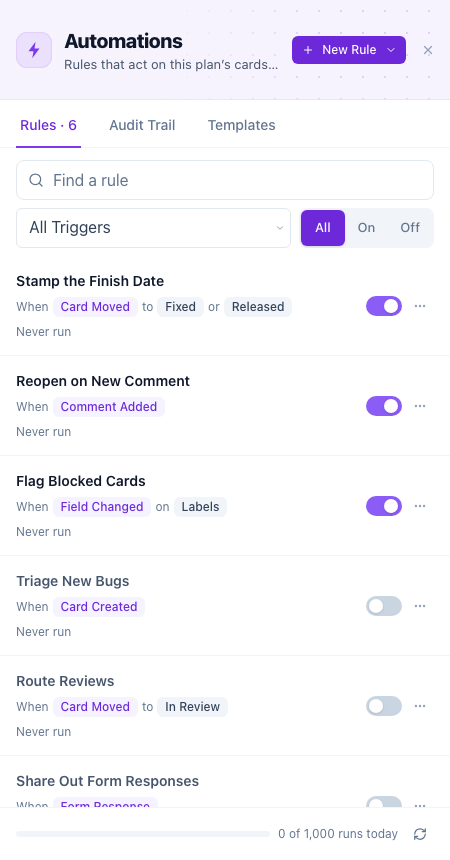 Automations
Rules that act on this plan's cards...
New Rule
Rules · 6
Audit Trail
Templates
Find a rule
All Triggers
All
On
Off
Stamp the Finish Date
When Card Moved to Fixed or Released
Never run
Reopen on New Comment
When Comment Added
Never run
Flag Blocked Cards
When Field Changed on Labels
Never run
Triage New Bugs
When Card Created
Never run
Route Reviews
When Card Moved to In Review
Never run
Share Out Form Responses
When Form Response
0 of 1,000 runs today